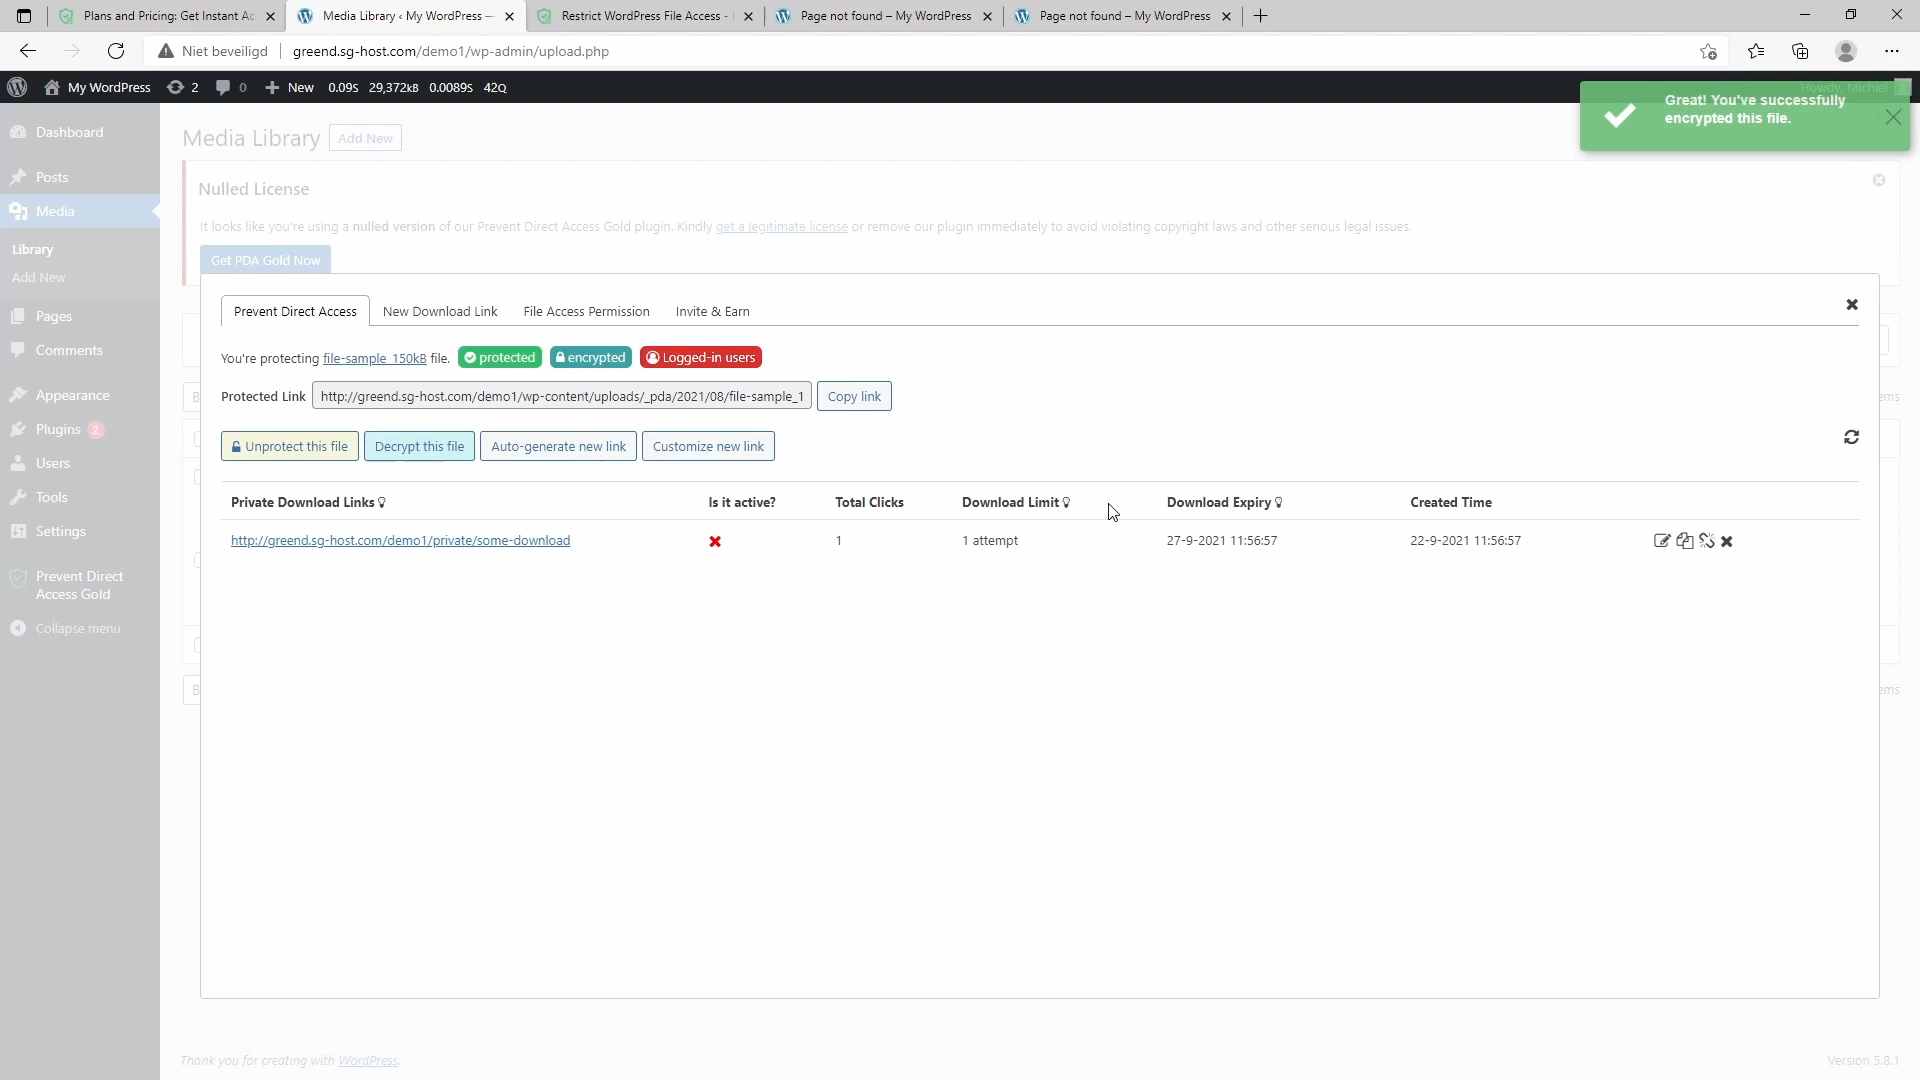 Plans and Pricing: Get Instant Ac
Media Library ‹ My WordPress —
Restrict WordPress File Access -
Page not found – My WordPress
Page not found – My WordPress
Niet beveiligd
greend.sg-host.com/demo1/wp-admin/upload.php
My WordPress
2
0
New
0.09s 29,372kB 0.0089s 42Q
Howdy, Michiel
Great! You've successfully
encrypted this file.
Dashboard
Posts
Media
Library
Add New
Pages
Comments
Appearance
Plugins 2
Users
Tools
Settings
Prevent Direct
Access Gold
Collapse menu
Media Library Add New
Nulled License
It looks like you're using a nulled version of our Prevent Direct Access Gold plugin. Kindly get a legitimate license or remove our plugin immediately to avoid violating copyright laws and other serious legal issues.
Get PDA Gold Now
Prevent Direct Access
New Download Link
File Access Permission
Invite & Earn
You're protecting file-sample_150kB file. protected encrypted Logged-in users
Protected Link http://greend.sg-host.com/demo1/wp-content/uploads/_pda/2021/08/file-sample_1 Copy link
B
ems
Unprotect this file Decrypt this file Auto-generate new link Customize new link
Private Download Links Is it active? Total Clicks Download Limit Download Expiry Created Time
http://greend.sg-host.com/demo1/private/some-download 1 1 attempt 27-9-2021 11:56:57 22-9-2021 11:56:57
B
ems
Thank you for creating with WordPress.
Version 5.8.1